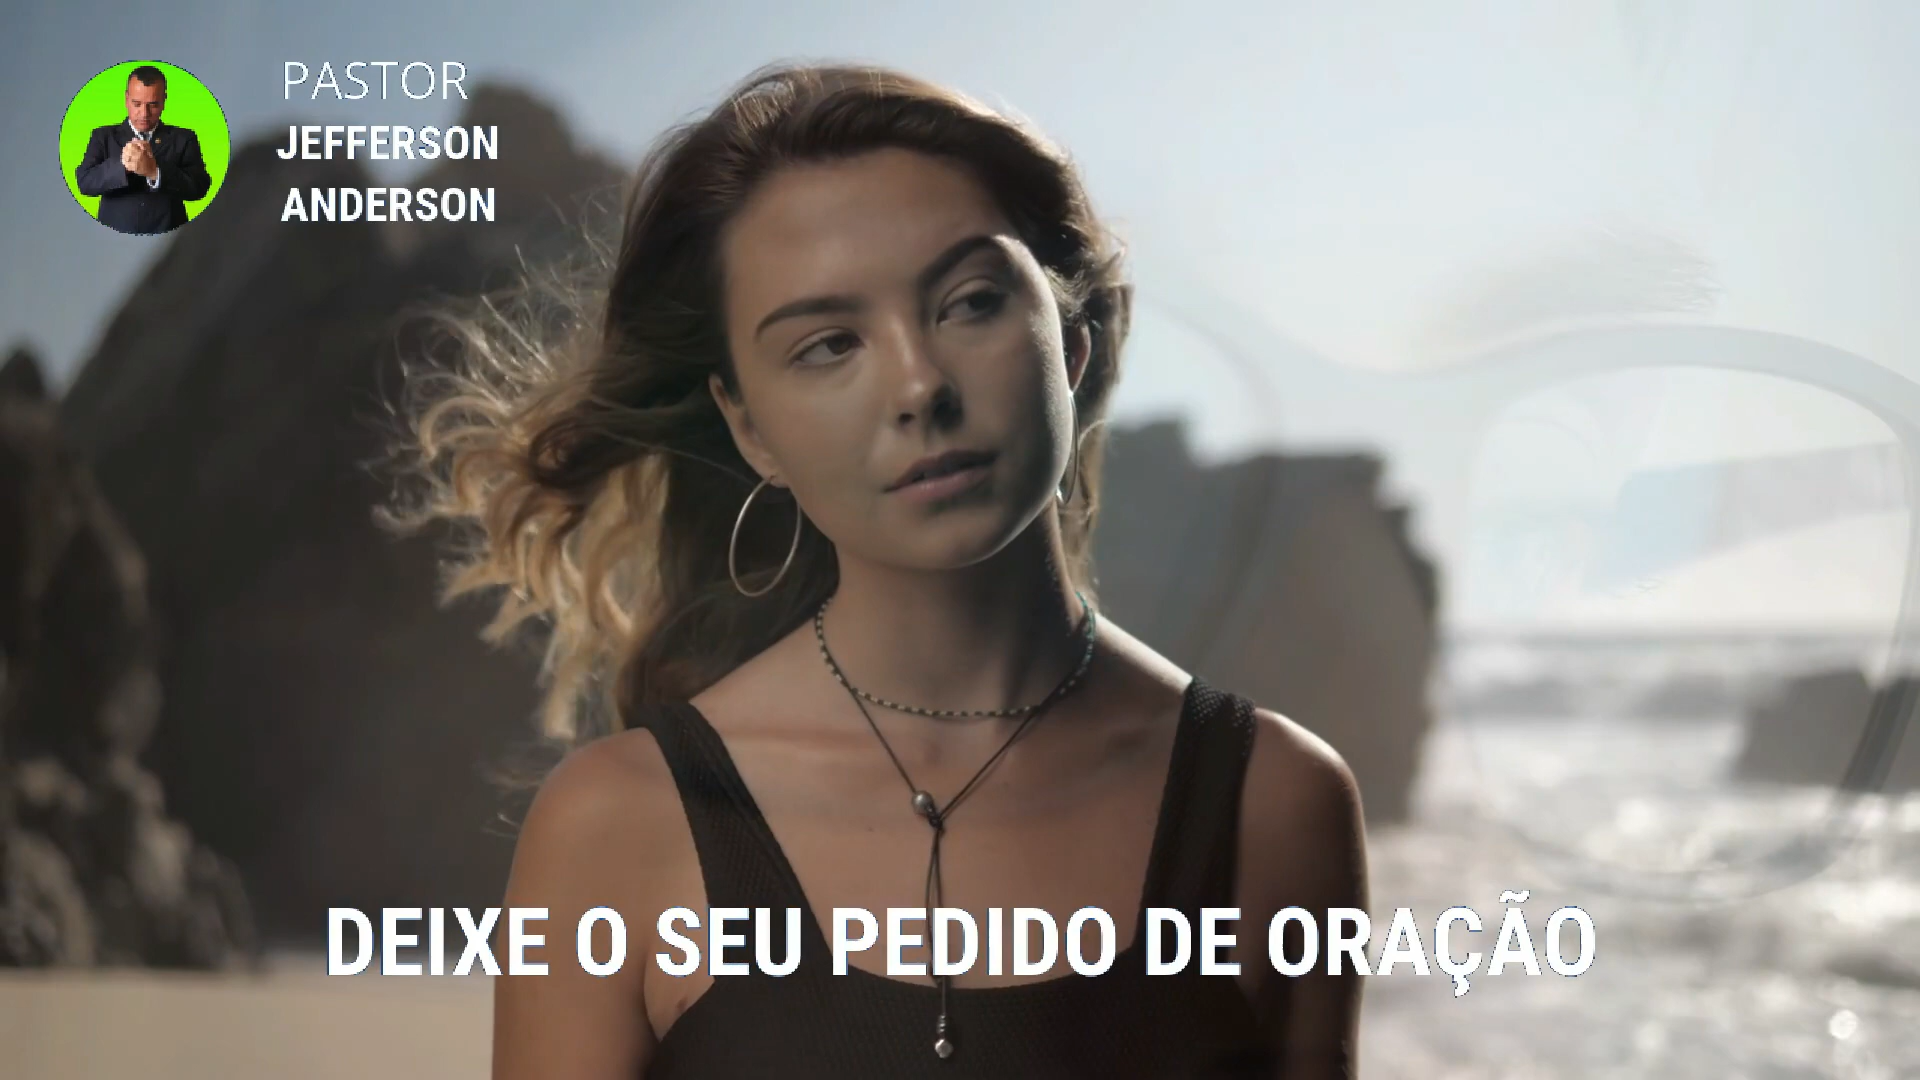 PASTOR
JEFFERSON
ANDERSON
DEIXE O SEU PEDIDO DE ORAÇÃO